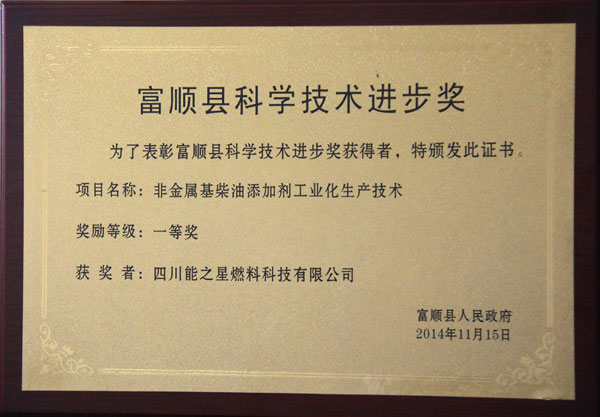 富顺县科学技术进步奖
为了表彰富顺县科学技术进步奖获得者，特颁发此证书。
项目名称：非金属基柴油添加剂工业化生产技术
奖励等级：一等奖
获 奖 者：四川能之星燃料科技有限公司
富顺县人民政府
2014年11月15日